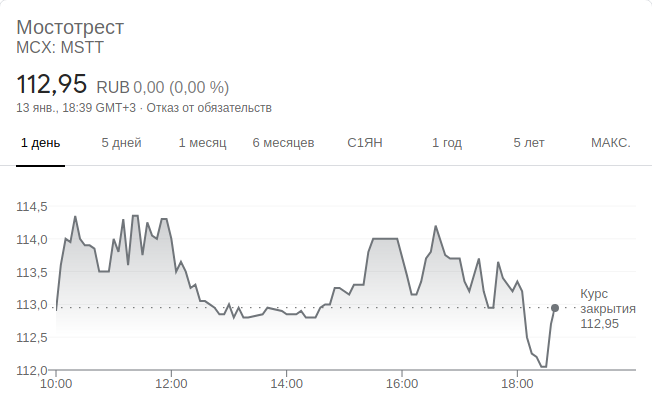 Мостотрест
MCX: MSTT
112,95 RUB 0,00 (0,00 %)
13 янв., 18:39 GMT+3 · Отказ от обязательств
1 день 5 дней 1 месяц 6 месяцев С1ЯН 1 год 5 лет МАКС.
114,5
114,0
113,5
113,0
112,5
112,0
Курс
закрытия
112,95
10:00 12:00 14:00 16:00 18:00